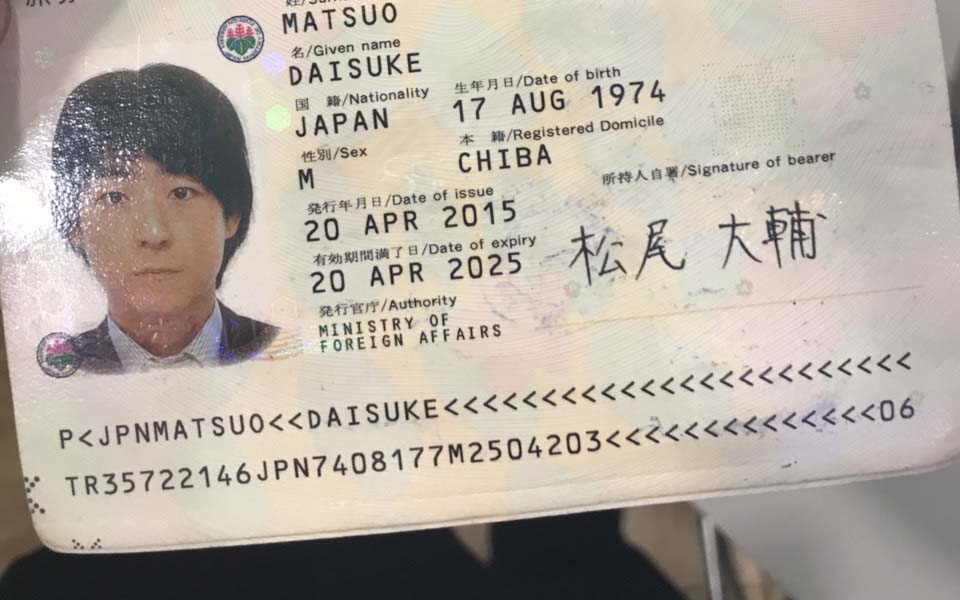 MATSUO
名/Given name
DAISUKE
国 籍/Nationality 生年月日/Date of birth
JAPAN 17 AUG 1974
性別/Sex 本 籍/Registered Domicile
M CHIBA
発行年月日/Date of issue 所持人自署/Signature of bearer
20 APR 2015
有効期間満了日/Date of expiry 松尾 大輔
20 APR 2025
発行官庁/Authority
MINISTRY OF
FOREIGN AFFAIRS
P<JPNMATSUO<<DAISUKE<<<<<<<<<<<<<<<<<<<<<<<<
TR35722146JPN7408177M2504203<<<<<<<<<<<<<<06